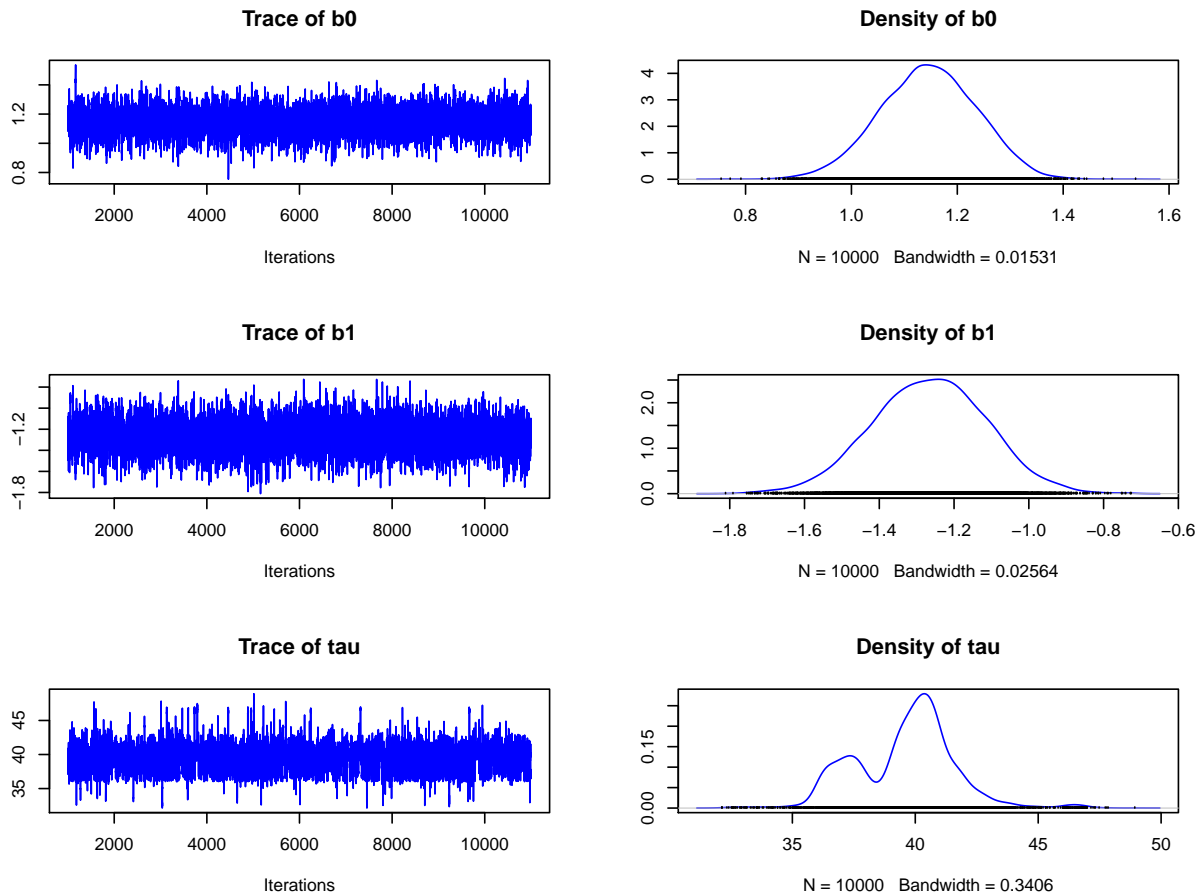 Trace of b0
Density of b0
0.8 1.2
2000 4000 6000 8000 10000
Iterations
0 1 2 3 4
0.8 1.0 1.2 1.4 1.6
N = 10000 Bandwidth = 0.01531
Trace of b1
Density of b1
−1.8 −1.2
2000 4000 6000 8000 10000
Iterations
0.0 1.0 2.0
−1.8 −1.6 −1.4 −1.2 −1.0 −0.8 −0.6
N = 10000 Bandwidth = 0.02564
Trace of tau
Density of tau
35 40 45
2000 4000 6000 8000 10000
Iterations
0.00 0.15
35 40 45 50
N = 10000 Bandwidth = 0.3406